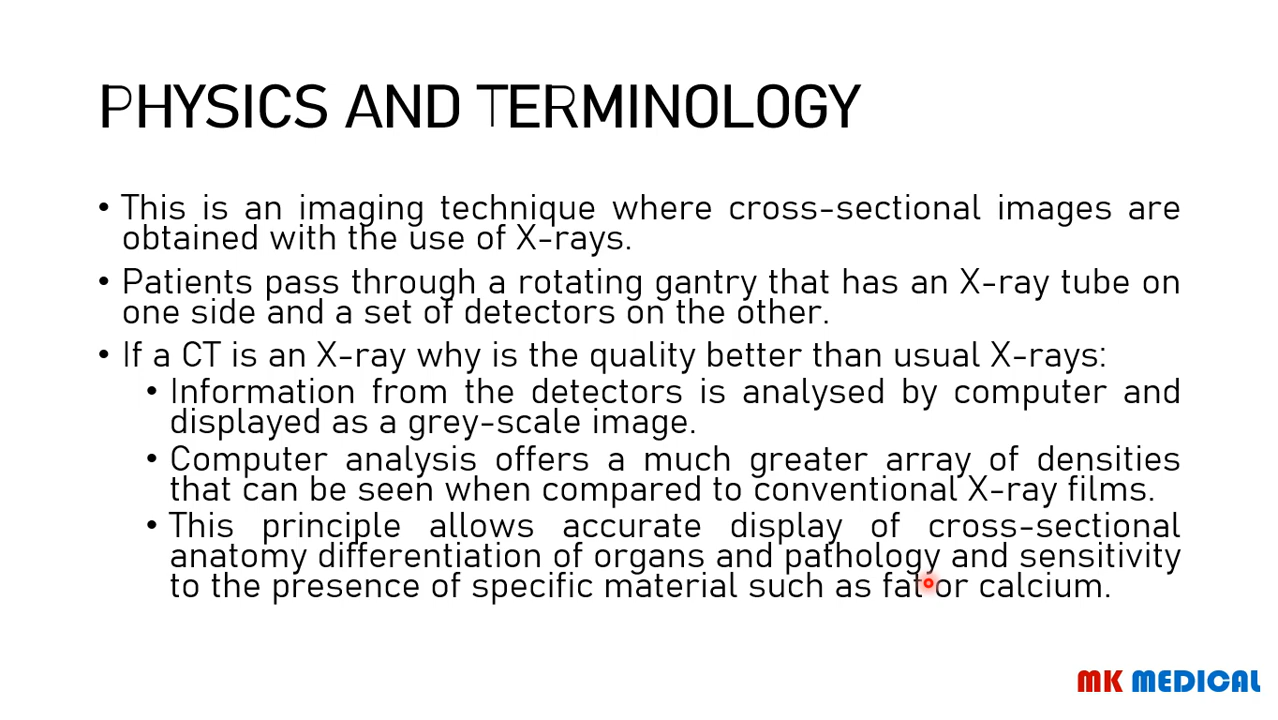 PHYSICS AND TERMINOLOGY
• This is an imaging technique where cross-sectional images are
obtained with the use of X-rays.
• Patients pass through a rotating gantry that has an X-ray tube on
one side and a set of detectors on the other.
• If a CT is an X-ray why is the quality better than usual X-rays:
• Information from the detectors is analysed by computer and
displayed as a grey-scale image.
• Computer analysis offers a much greater array of densities
that can be seen when compared to conventional X-ray films.
• This principle allows accurate display of cross-sectional
anatomy differentiation of organs and pathology and sensitivity
to the presence of specific material such as fat or calcium.
MK MEDICAL